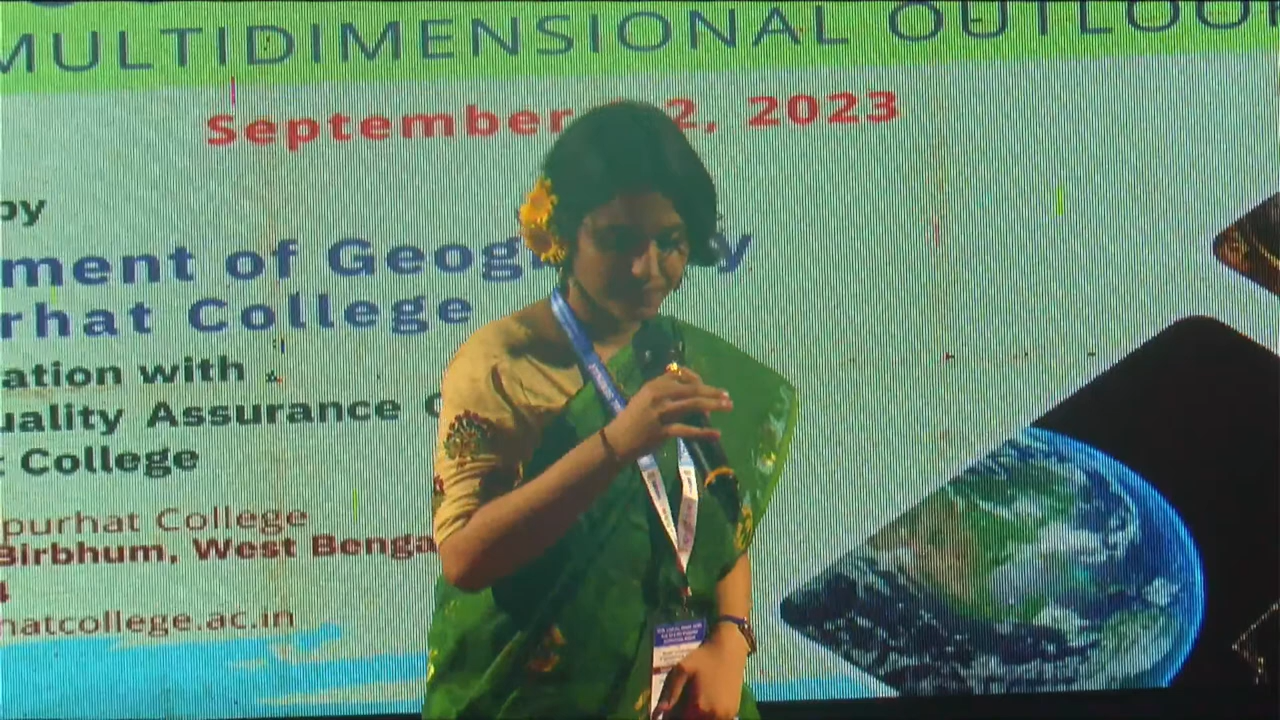 MULTIDIMENSIONAL OUTLOOK
September 2, 2023
by
ment of Geog y
rhat College
ation with
uality Assurance C
t College
purhat College
Birbhum, West Benga
4
hatcollege.ac.in